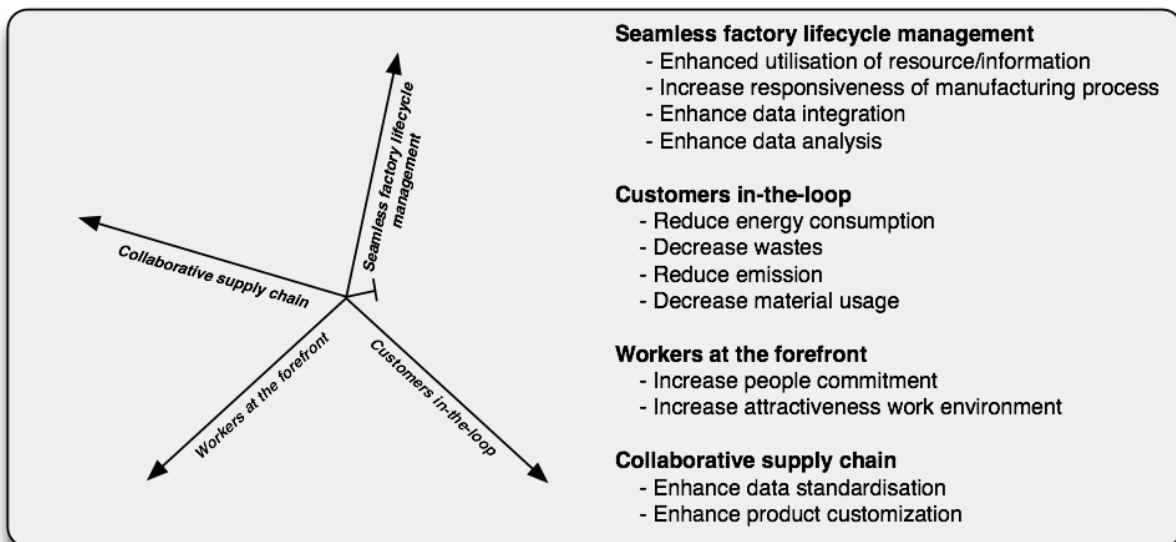 Seamless factory lifecycle
management
Collaborative supply chain
Workers at the forefront
Customers in-the-loop
Seamless factory lifecycle management
- Enhanced utilisation of resource/information
- Increase responsiveness of manufacturing process
- Enhance data integration
- Enhance data analysis
Customers in-the-loop
- Reduce energy consumption
- Decrease wastes
- Reduce emission
- Decrease material usage
Workers at the forefront
- Increase people commitment
- Increase attractiveness work environment
Collaborative supply chain
- Enhance data standardisation
- Enhance product customization